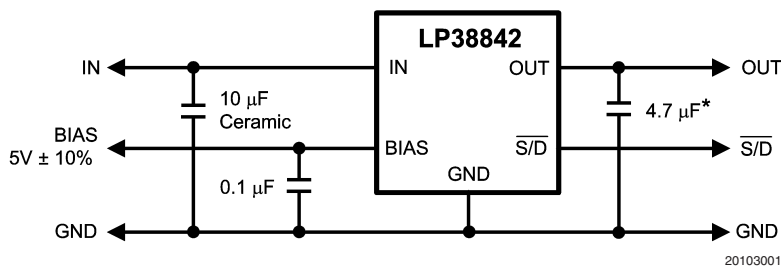 LP38842
IN
IN
OUT
OUT
10 μF
Ceramic
4.7 μF*
BIAS
5V ± 10%
BIAS
S/D
S/D
0.1 μF
GND
GND
GND
20103001